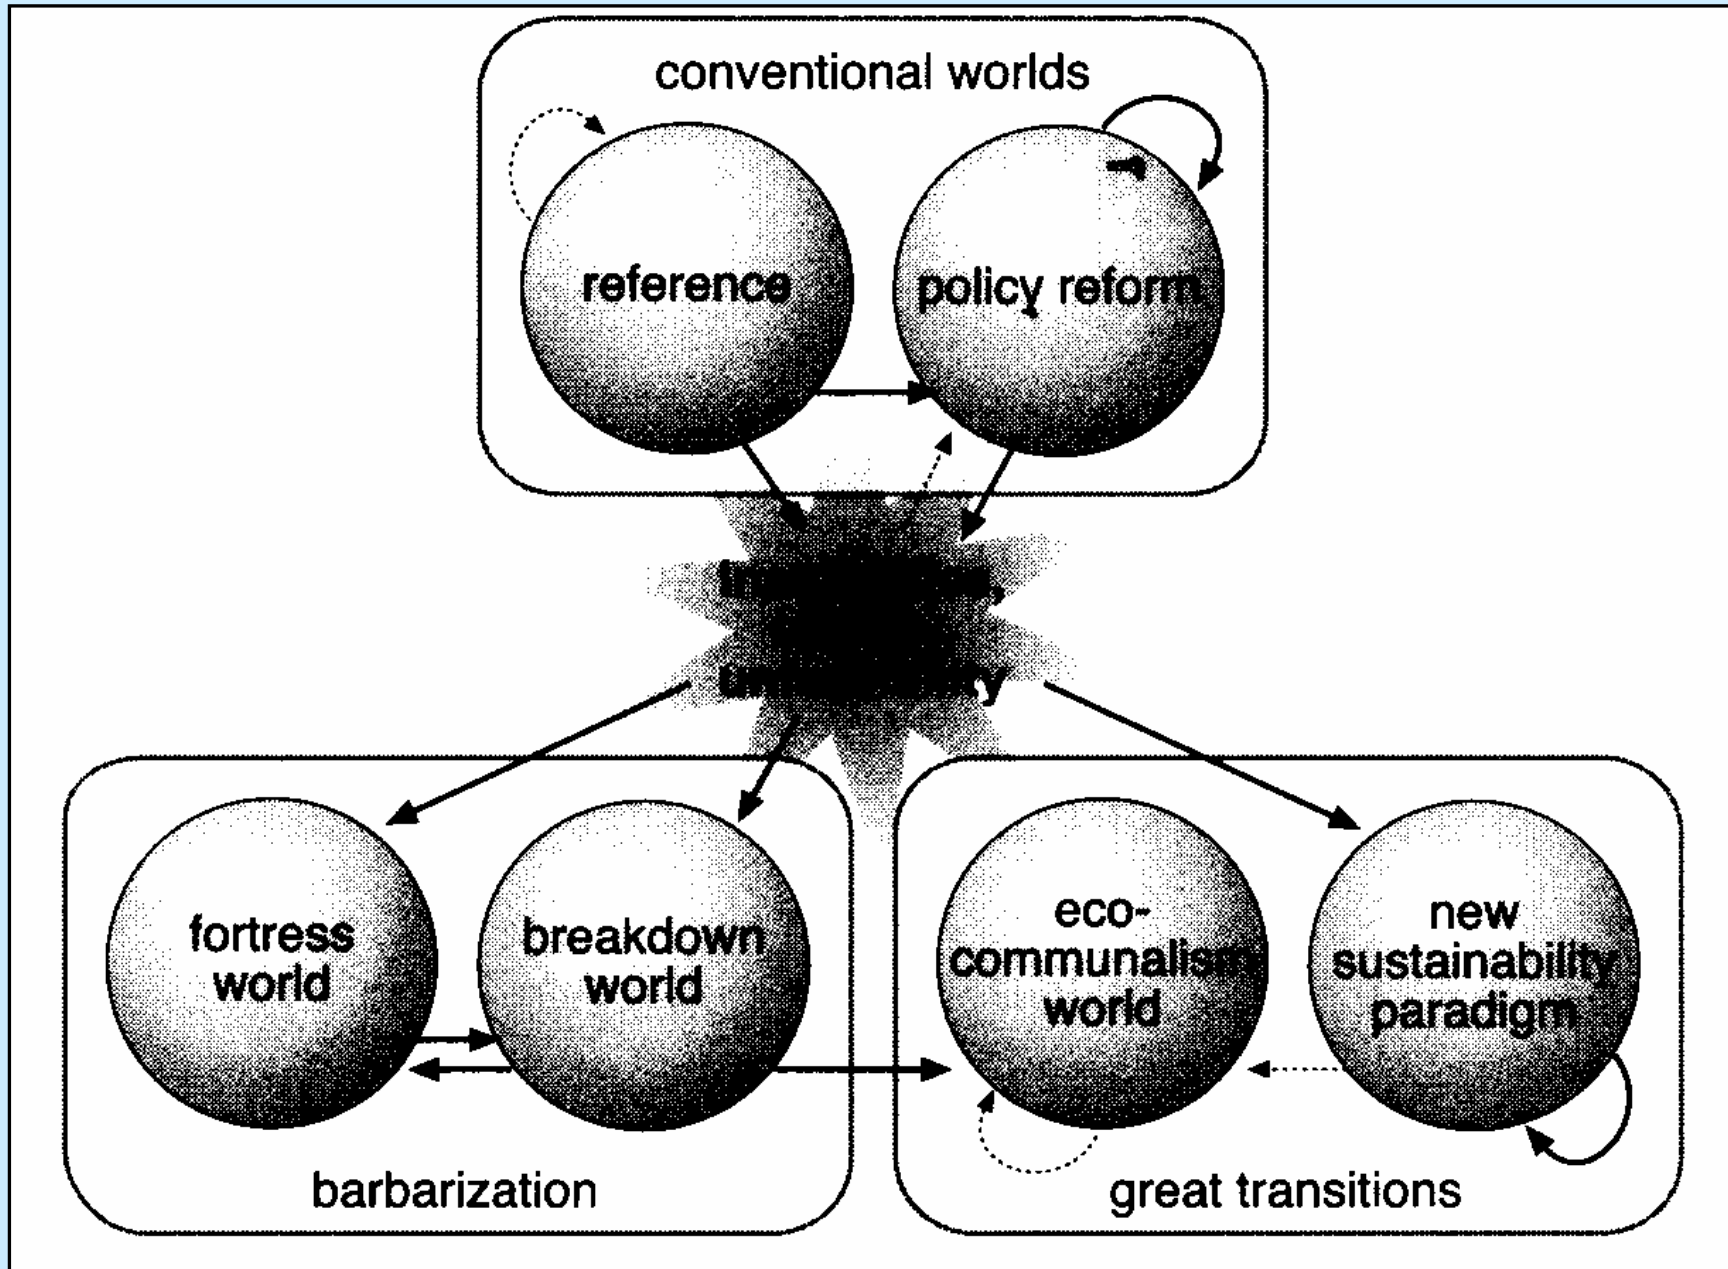 conventional worlds
reference
policy reform
fortress
world
breakdown
world
eco-
communalism
world
new
sustainability
paradigm
barbarization
great transitions